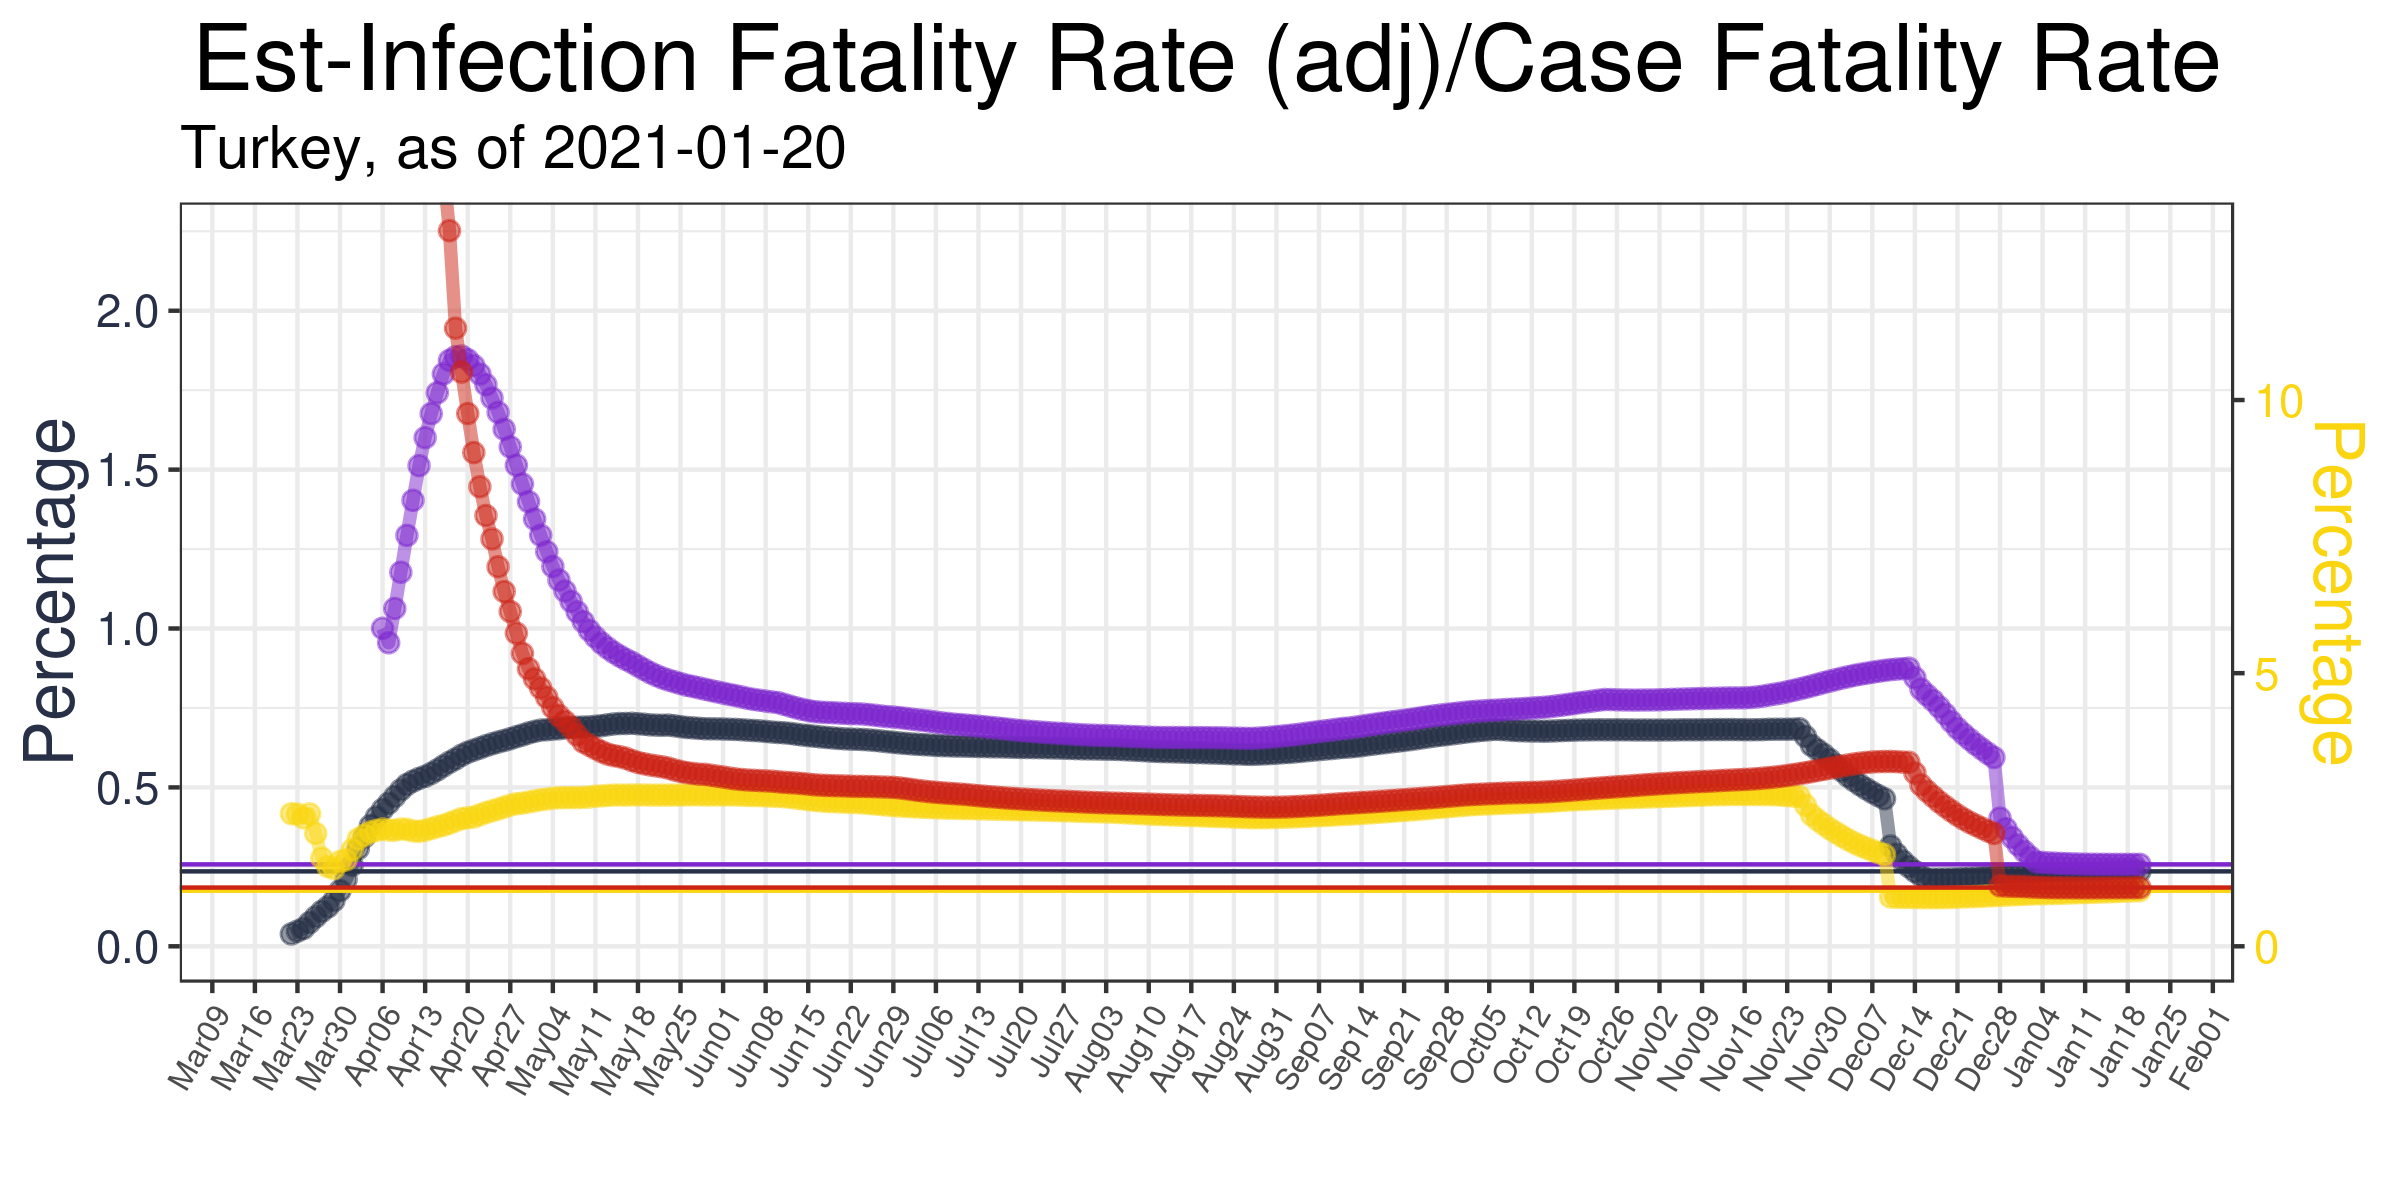 Est-Infection Fatality Rate (adj)/Case Fatality Rate
Turkey, as of 2021-01-20
Percentage
2.0
1.5
1.0
0.5
0.0
10
5
0
Percentage
Mar09 Mar16 Mar23 Mar30 Apr06 Apr13 Apr20 Apr27 May04 May11 May18 May25 Jun01 Jun08 Jun15 Jun22 Jun29 Jul06 Jul13 Jul20 Jul27 Aug03 Aug10 Aug17 Aug24 Aug31 Sep07 Sep14 Sep21 Sep28 Oct05 Oct12 Oct19 Oct26 Nov02 Nov09 Nov16 Nov23 Nov30 Dec07 Dec14 Dec21 Dec28 Jan04 Jan11 Jan18 Jan25 Feb01